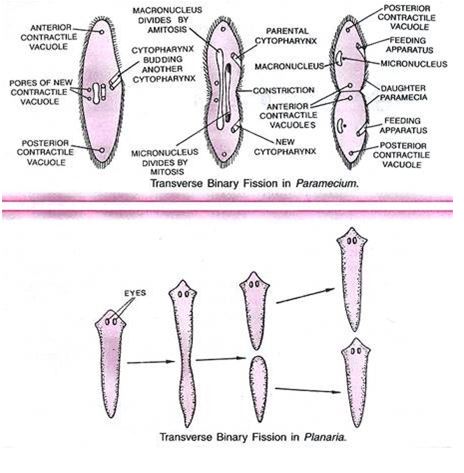 ANTERIOR
CONTRACTILE
VACUOLE
PORES OF NEW
CONTRACTILE
VACUOLE
POSTERIOR
CONTRACTILE
VACUOLE
CYTOPHARYNX
BUDDING
ANOTHER
CYTOPHARYNX
MACRONUCLEUS
DIVIDES BY
AMITOSIS
MICRONUCLEUS
DIVIDES BY
MITOSIS
PARENTAL
CYTOPHARYNX
MACRONUCLEUS
CONSTRICTION
ANTERIOR
CONTRACTILE
VACUOLES
NEW
CYTOPHARYNX
POSTERIOR
CONTRACTILE
VACUOLE
FEEDING
APPARATUS
MICRONUCLEUS
DAUGHTER
PARAMECIA
FEEDING
APPARATUS
POSTERIOR
CONTRACTILE
VACUOLE
Transverse Binary Fission in Paramecium.
EYES
Transverse Binary Fission in Planaria.